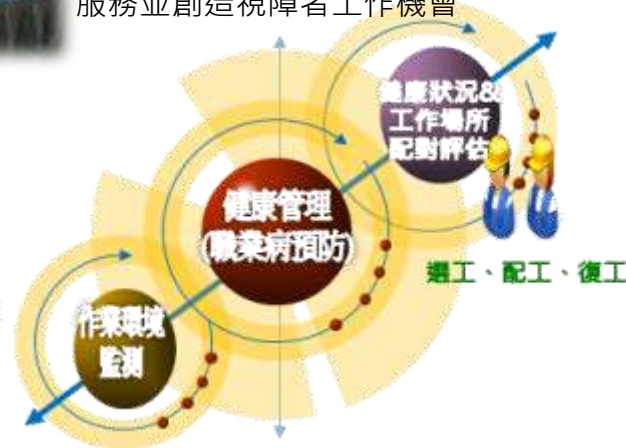 服務並創造視障者工作機會
健康狀況&
工作場所
配對評估
健康管理
(職業病預防)
選工、配工、復工
作業環境
監測